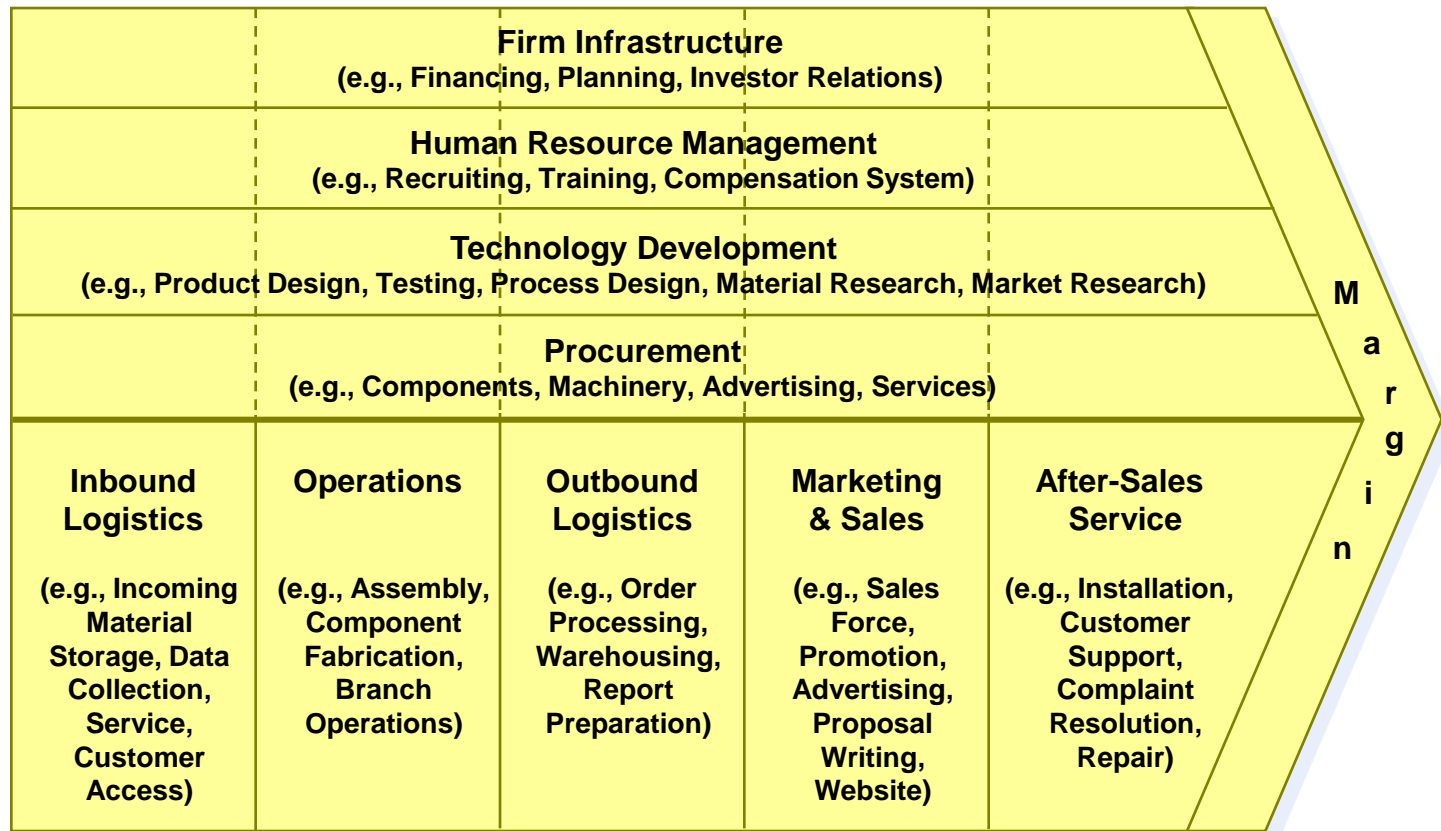 Firm Infrastructure
(e.g., Financing, Planning, Investor Relations)
Human Resource Management
(e.g., Recruiting, Training, Compensation System)
Technology Development
(e.g., Product Design, Testing, Process Design, Material Research, Market Research)
Procurement
(e.g., Components, Machinery, Advertising, Services)
Inbound
Logistics
(e.g., Incoming
Material
Storage, Data
Collection,
Service,
Customer
Access)
Operations
(e.g., Assembly,
Component
Fabrication,
Branch
Operations)
Outbound
Logistics
(e.g., Order
Processing,
Warehousing,
Report
Preparation)
Marketing
& Sales
(e.g., Sales
Force,
Promotion,
Advertising,
Proposal
Writing,
Website)
After-Sales
Service
(e.g., Installation,
Customer
Support,
Complaint
Resolution,
Repair)
Margin